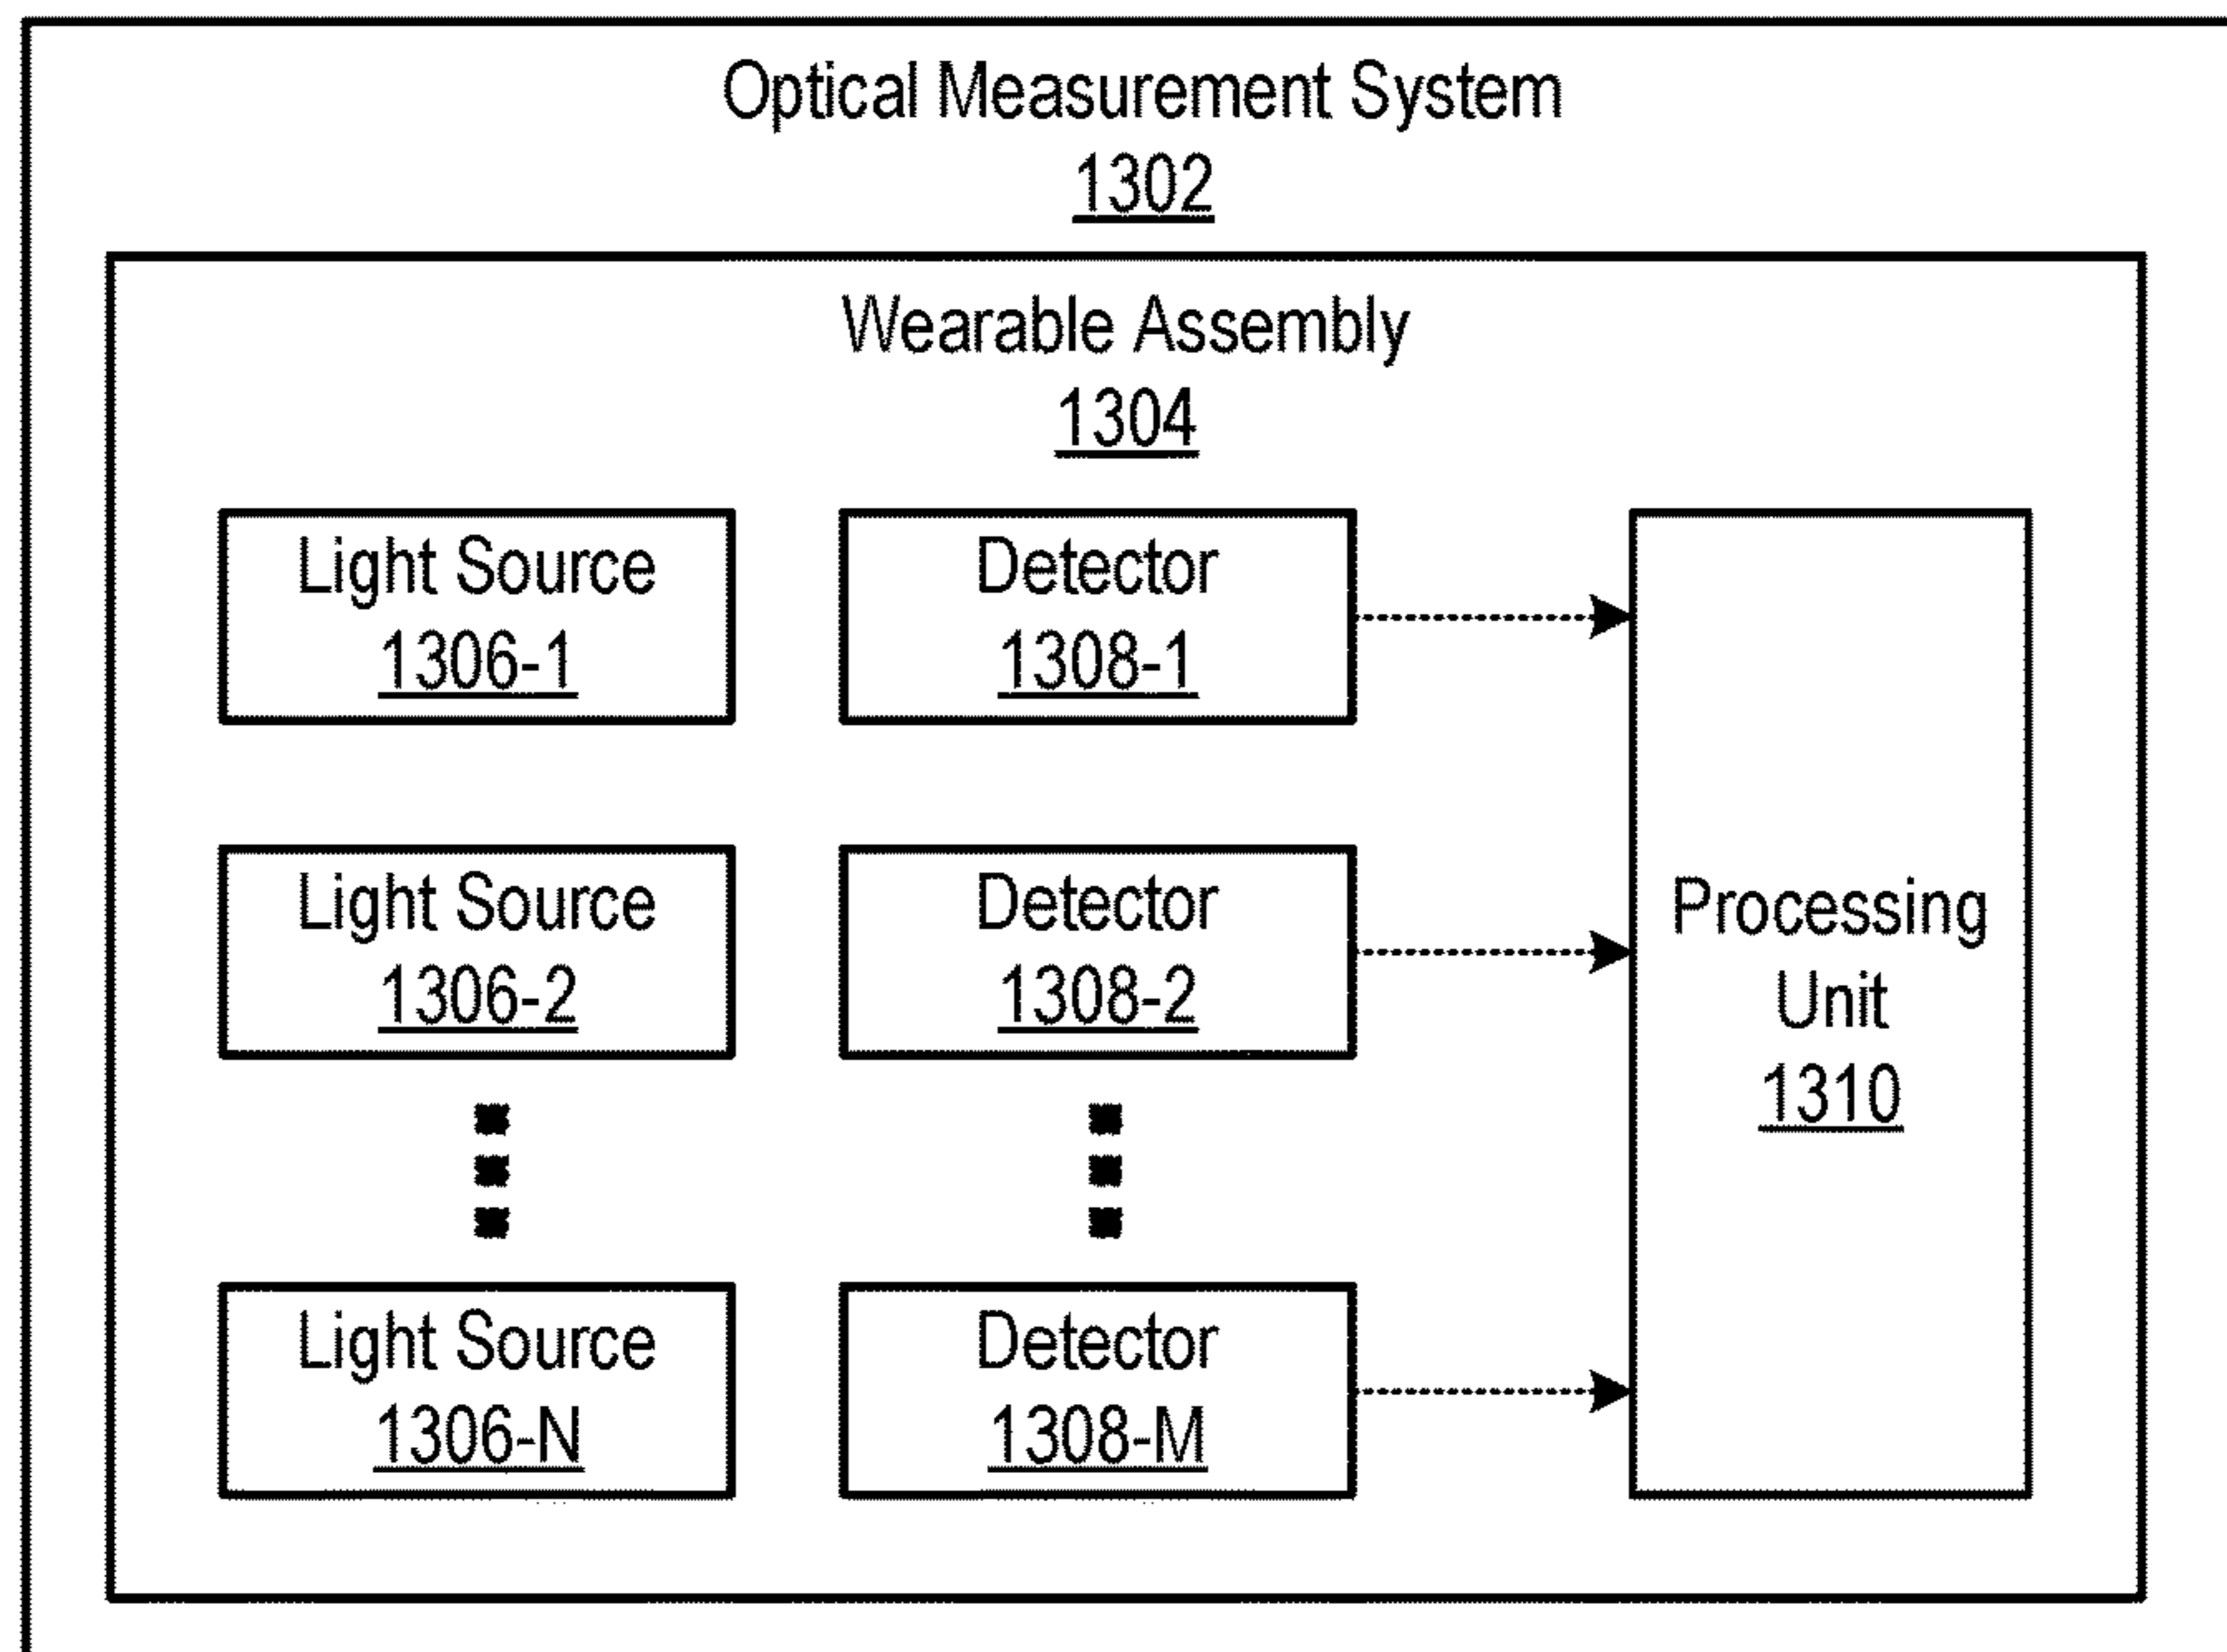 Optical Measurement System
1302
Wearable Assembly
1304
Light Source
1306-1
Detector
1308-1
Light Source
1306-2
Detector
1308-2
Processing
Unit
1310
Light Source
1306-N
Detector
1308-M